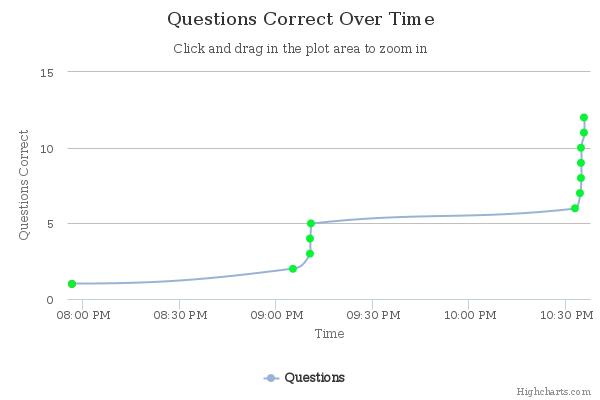 Questions Correct Over Time
Click and drag in the plot area to zoom in
Questions Correct
15
10
5
0
08:00 PM 08:30 PM 09:00 PM 09:30 PM 10:00 PM 10:30 PM
Time
Questions
Highcharts.com